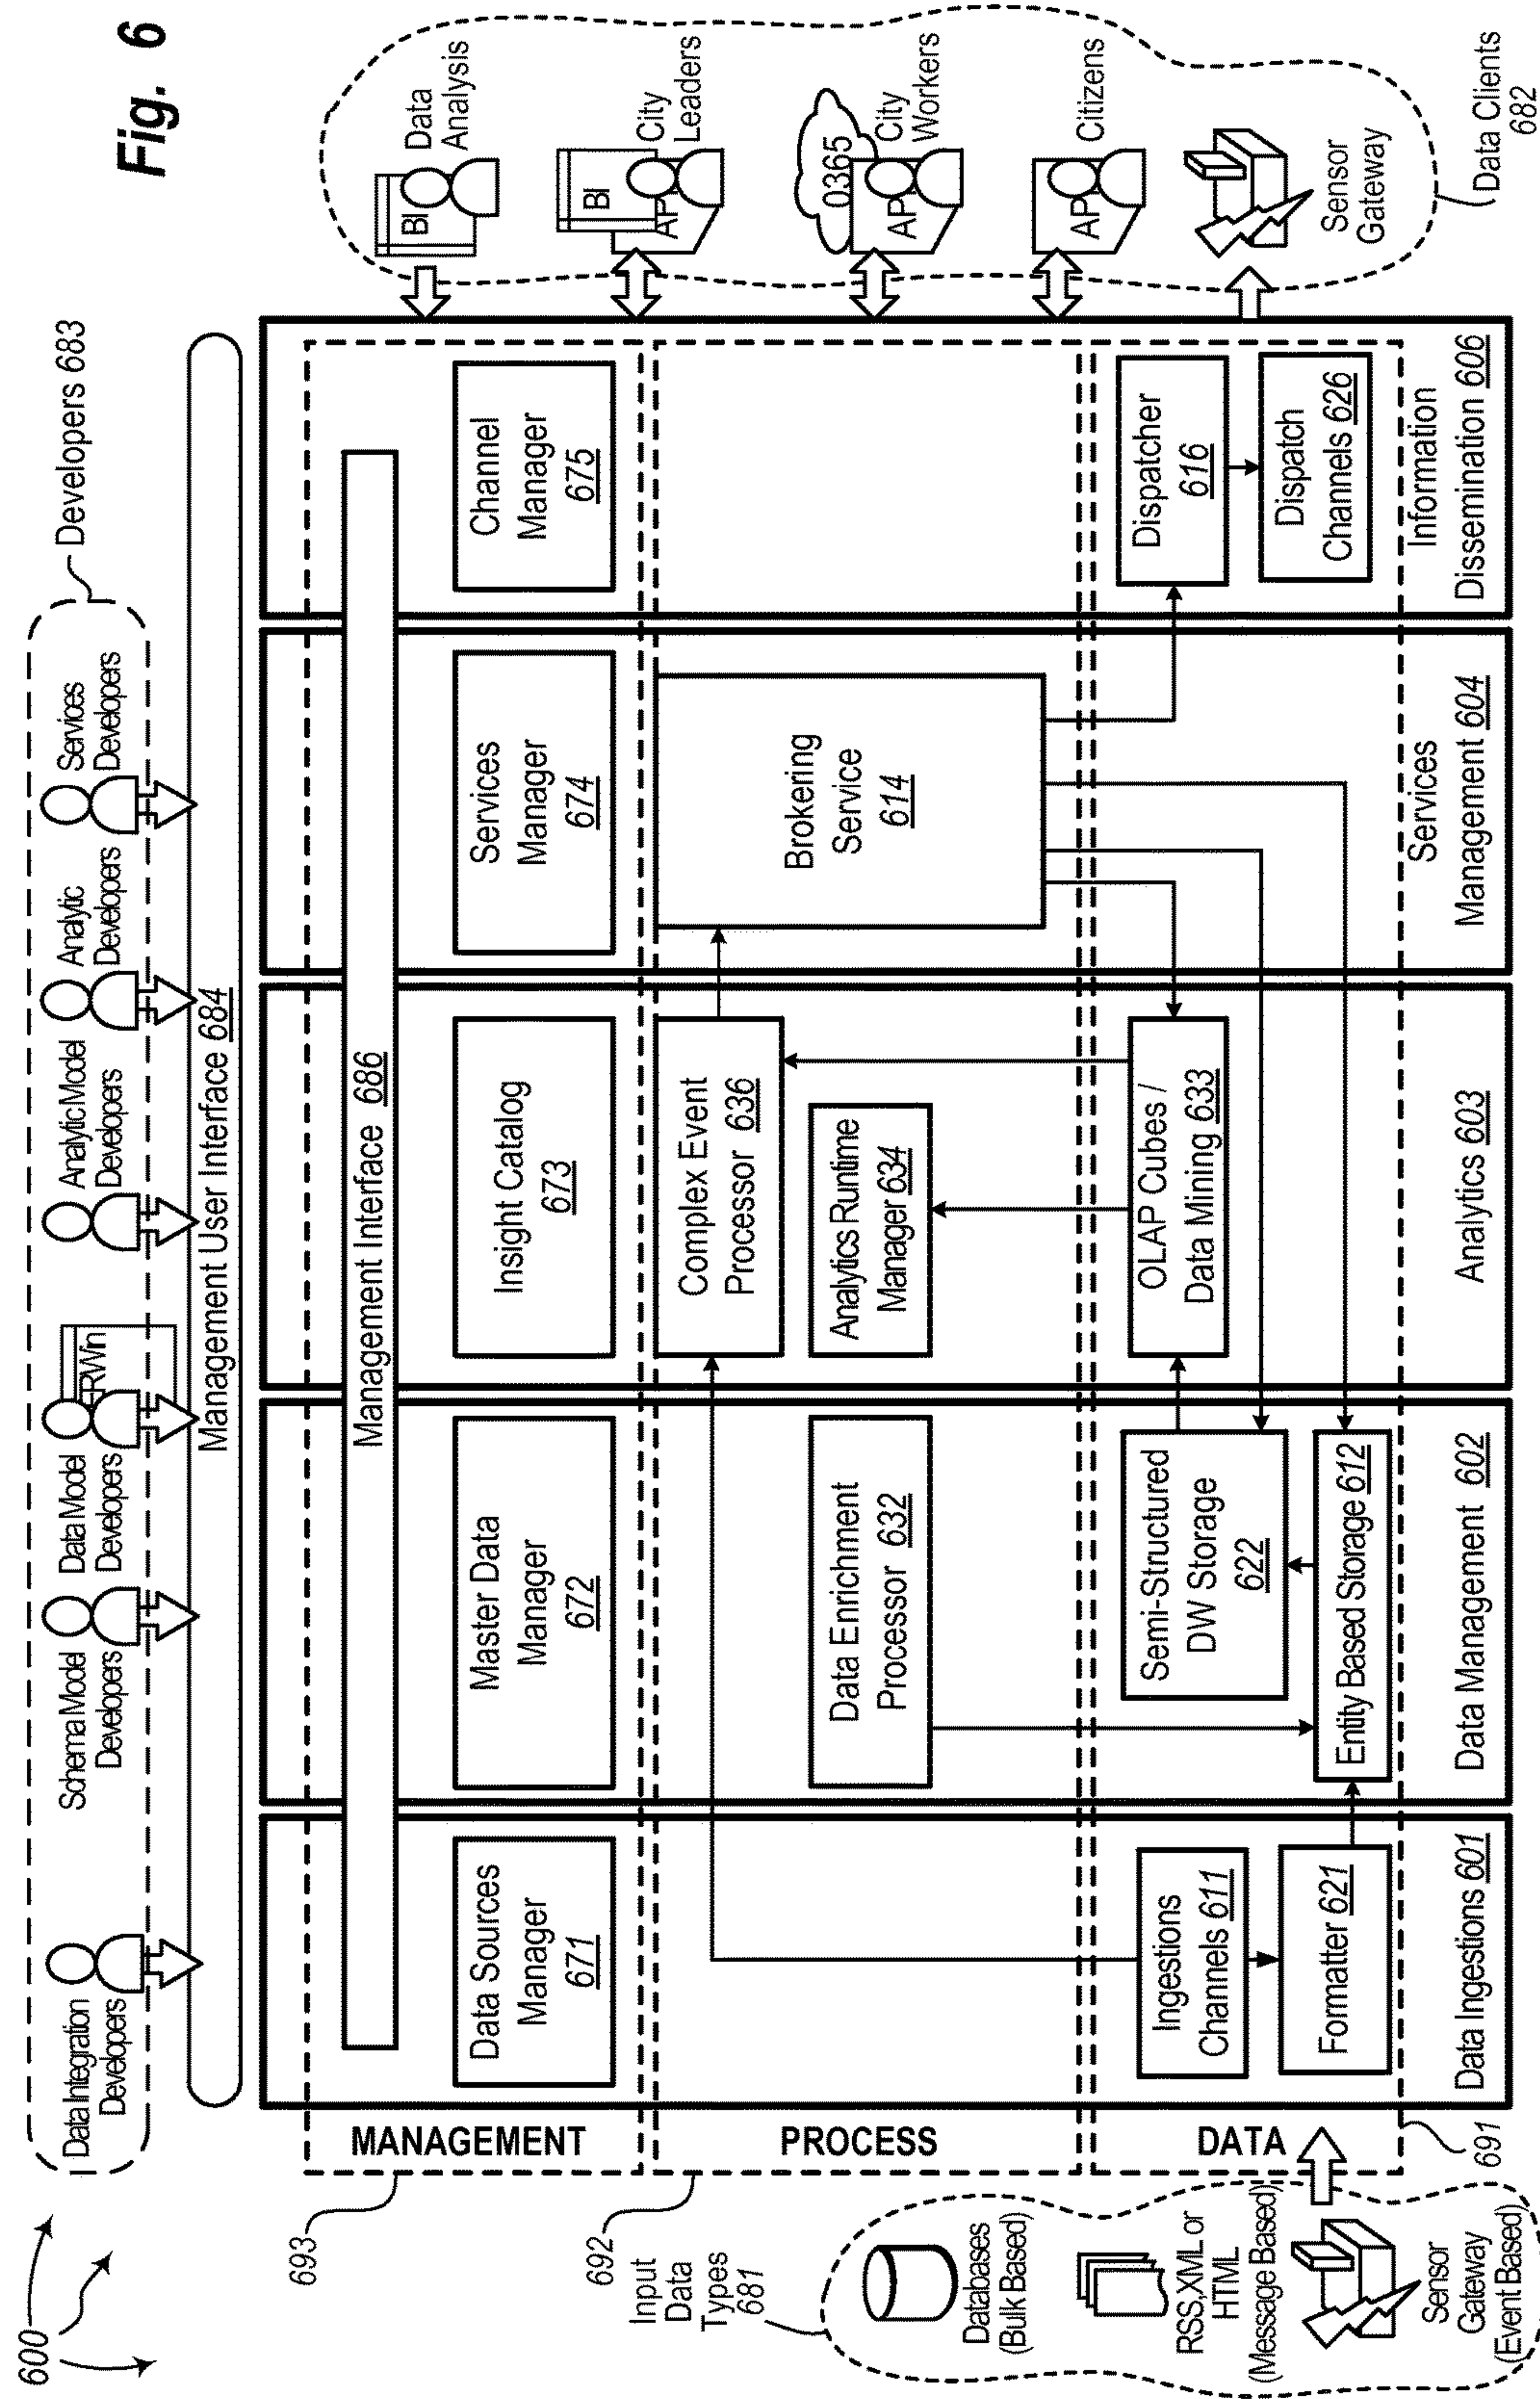 Fig. 6
600
Developers 683
Data Integration
Developers
Schema Model
Developers
Data Model
Developers
ERWin
Analytic Model
Developers
Analytic
Developers
Services
Developers
Management User Interface 684
693
MANAGEMENT
Management Interface 686
Data Sources
Manager
671
Master Data
Manager
672
Insight Catalog
673
Services
Manager
674
Channel
Manager
675
692
PROCESS
Complex Event
Processor 636
Brokering
Service
614
Data Enrichment
Processor 632
Analytics Runtime
Manager 634
691
DATA
Ingestions
Channels 611
Formatter 621
Semi-Structured
DW Storage
622
Entity Based Storage 612
OLAP Cubes /
Data Mining 633
Dispatcher
616
Dispatch
Channels 626
Data Ingestions 601
Data Management 602
Analytics 603
Services
Management 604
Information
Dissemination 606
Input
Data
Types
681
Databases
(Bulk Based)
RSS,XML or
HTML
(Message Based)
Sensor
Gateway
(Event Based)
BI
Data
Analysis
BI
AP
City
Leaders
0365
AP
City
Workers
AP
Citizens
Sensor
Gateway
Data Clients
682